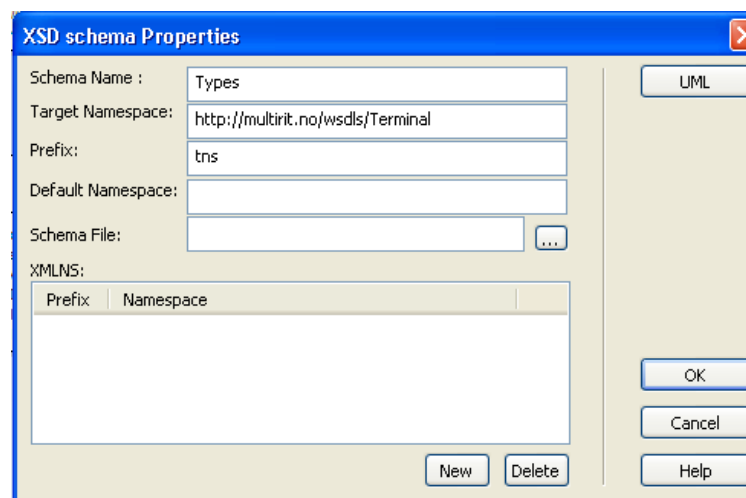 XSD schema Properties
Schema Name :
Types
UML
Target Namespace:
http://multirit.no/wsdls/Terminal
Prefix:
tns
Default Namespace:
Schema File:
...
XMLNS:
Prefix Namespace
OK
Cancel
New Delete Help